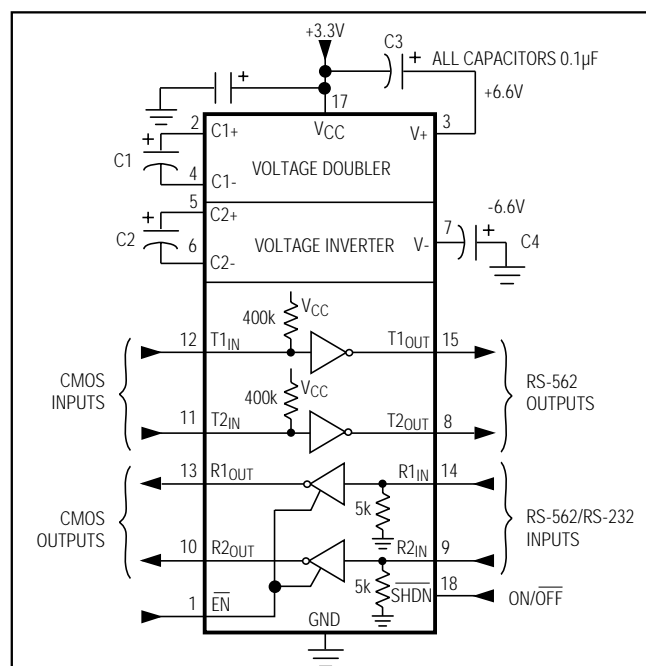 +3.3V
C3
+
ALL CAPACITORS 0.1µF
+
+6.6V
17
2
C1+
VCC
V+
3
+
C1
VOLTAGE DOUBLER
4
C1-
5
C2+
+
C2
6
VOLTAGE INVERTER
V-
7
-6.6V
+
C4
C2-
400k
VCC
12
T1IN
T1OUT
15
CMOS
INPUTS
400k
VCC
RS-562
OUTPUTS
11
T2IN
T2OUT
8
13
R1OUT
R1IN
14
CMOS
OUTPUTS
5k
RS-562/RS-232
INPUTS
10
R2OUT
R2IN
9
5k
SHDN
18
ON/OFF
1
EN
GND